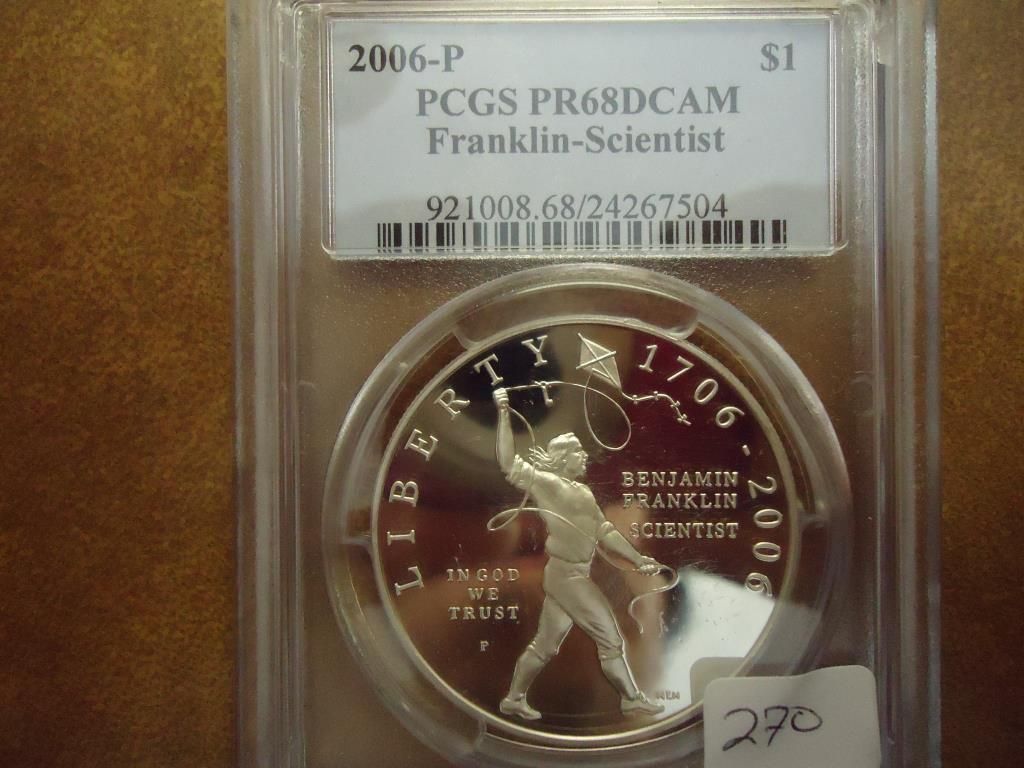 2006-P $1
PCGS PR68DCAM
Franklin-Scientist
921008.68/24267504
LIBERTY 1706-2006
BENJAMIN
FRANKLIN
SCIENTIST
IN GOD
WE
TRUST
P
NEN
270